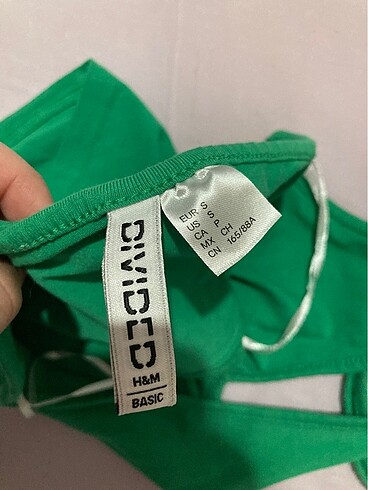 DIVIDED
H&M
BASIC
EUR S
US S
CA P
MX CH
CN 165/88A